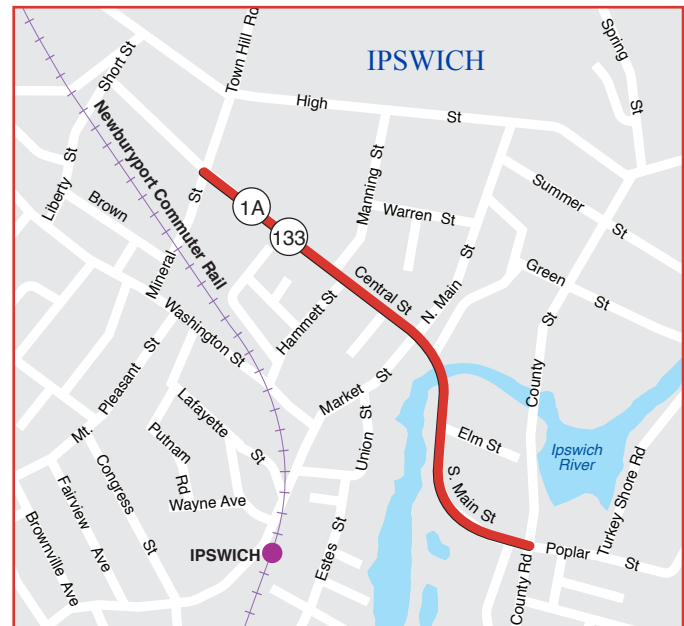 IPSWICH
Town Hill Rd
Short St
Spring St
High St
Newburyport Commuter Rail
Liberty St
Brown
Mineral St
1A
133
Manning St
Warren St
Summer St
Green St
N. Main St
Central St
Hammett St
Washington St
Market St
Union St
County St
Mt. Pleasant St
Lafayette St
Putnam Rd
Wayne Ave
Congress St
Fairview Ave
Brownville Ave
Elm St
S. Main St
Ipswich
River
Turkey Shore Rd
IPSWICH
Estes St
Poplar St
County Rd